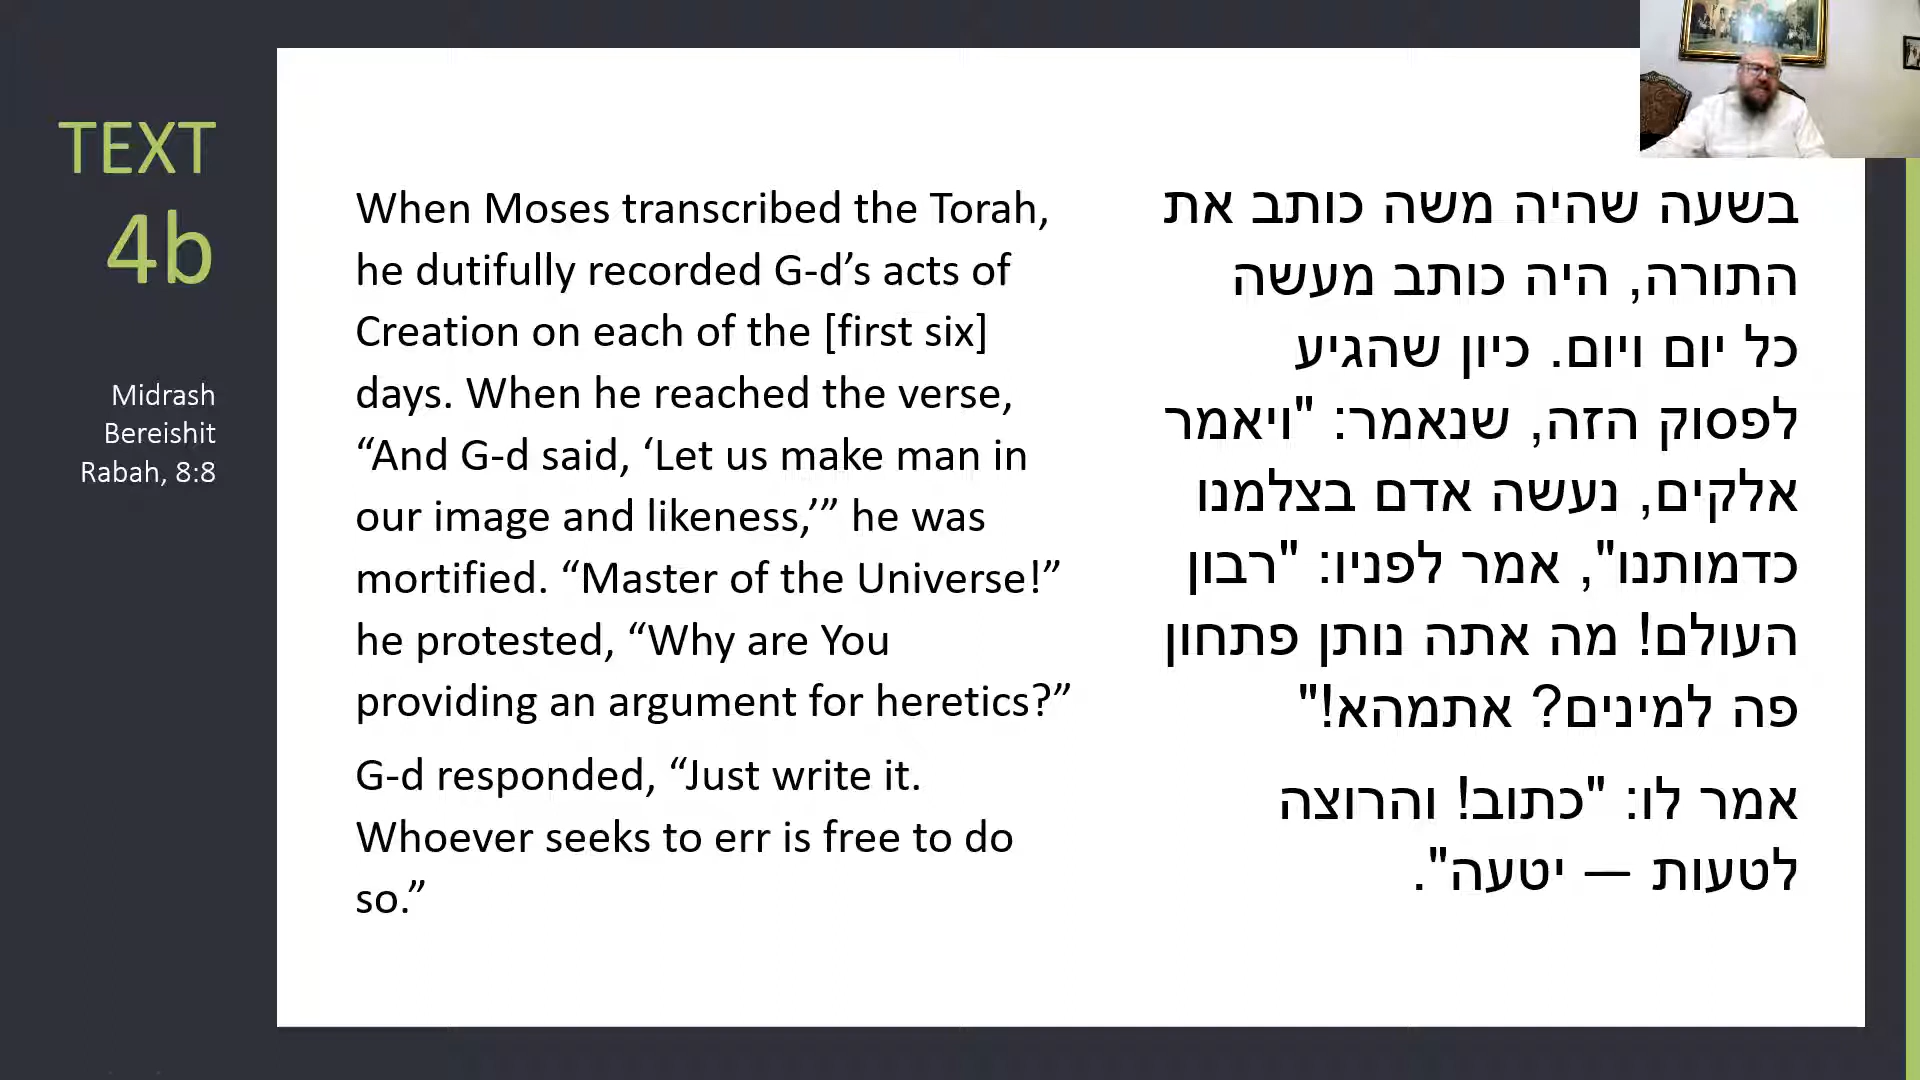 TEXT
4b
Midrash
Bereishit
Rabah, 8:8
When Moses transcribed the Torah,
he dutifully recorded G-d’s acts of
Creation on each of the [first six]
days. When he reached the verse,
“And G-d said, ‘Let us make man in
our image and likeness,’” he was
mortified. “Master of the Universe!”
he protested, “Why are You
providing an argument for heretics?”
G-d responded, “Just write it.
Whoever seeks to err is free to do
so.”
בשעה שהיה משה כותב את
התורה, היה כותב מעשה
כל יום ויום. כיון שהגיע
לפסוק הזה, שנאמר: "ויאמר
אלקים, נעשה אדם בצלמנו
כדמותנו", אמר לפניו: "רבון
העולם! מה אתה נותן פתחון
פה למינים? אתמהא!"
אמר לו: "כתוב! והרוצה
לטעות — יטעה".